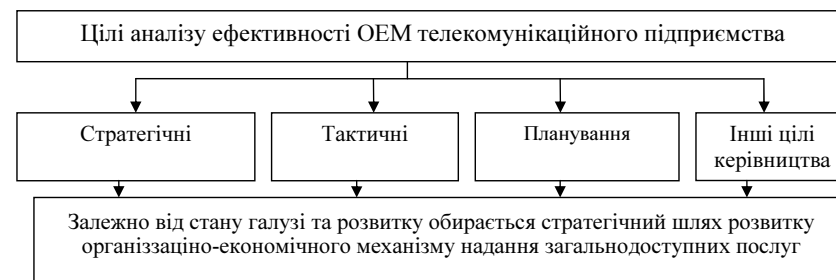 Цілі аналізу ефективності ОЕМ телекомунікаційного підприємства
Стратегічні
Тактичні
Планування
Інші цілі
керівництва
Залежно від стану галузі та розвитку обирається стратегічний шлях розвитку
організзаціно-економічного механізму надання загальнодоступних послуг